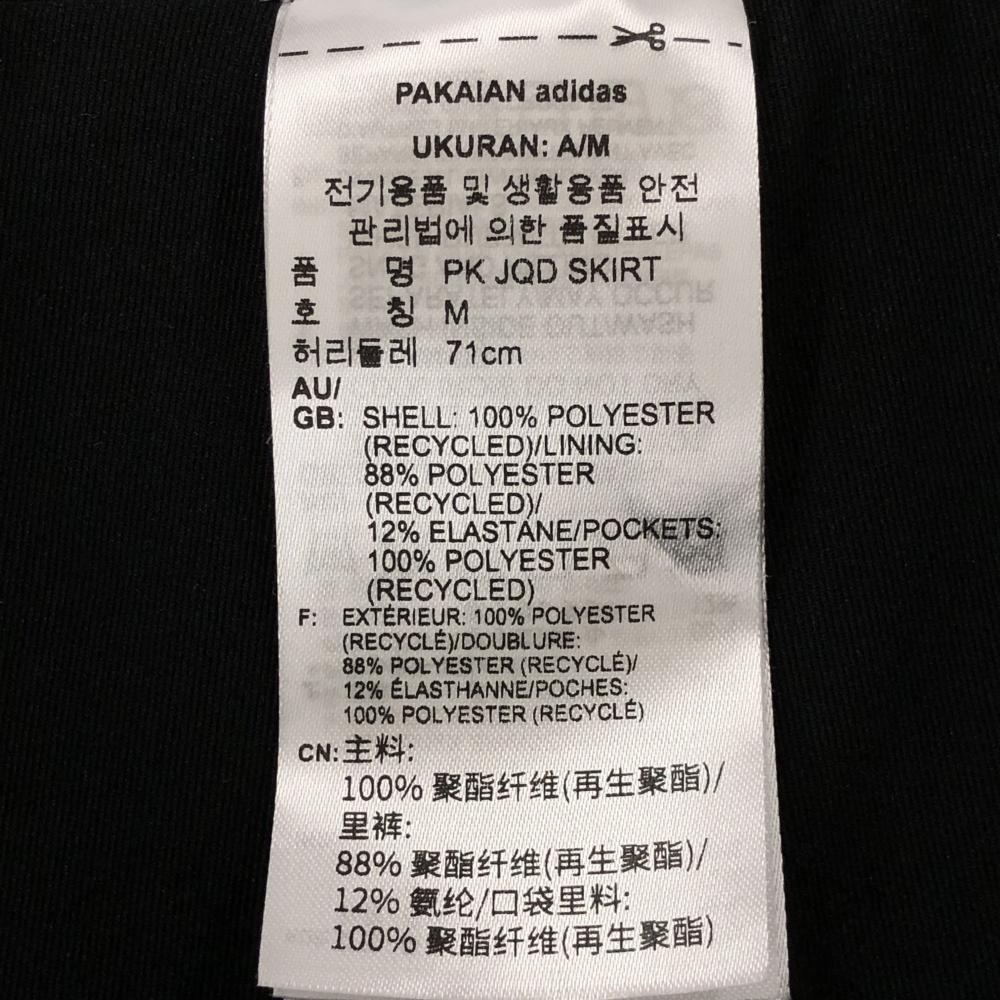 PAKAIAN adidas
UKURAN: A/M
전기용품 및 생활용품 안전
관리법에 의한 품질표시
품 명 PK JQD SKIRT
호 칭 M
허리둘레 71cm
AU/
GB: SHELL: 100% POLYESTER
(RECYCLED)/LINING:
88% POLYESTER
(RECYCLED)/
12% ELASTANE/POCKETS:
100% POLYESTER
(RECYCLED)
F: EXTÉRIEUR: 100% POLYESTER
(RECYCLÉ)/DOUBLURE:
88% POLYESTER (RECYCLÉ)/
12% ÉLASTHANNE/POCHES:
100% POLYESTER (RECYCLÉ)
CN: 主料:
100% 聚酯纤维(再生聚酯)/
里裤:
88% 聚酯纤维(再生聚酯)/
12% 氨纶/口袋里料:
100% 聚酯纤维(再生聚酯)